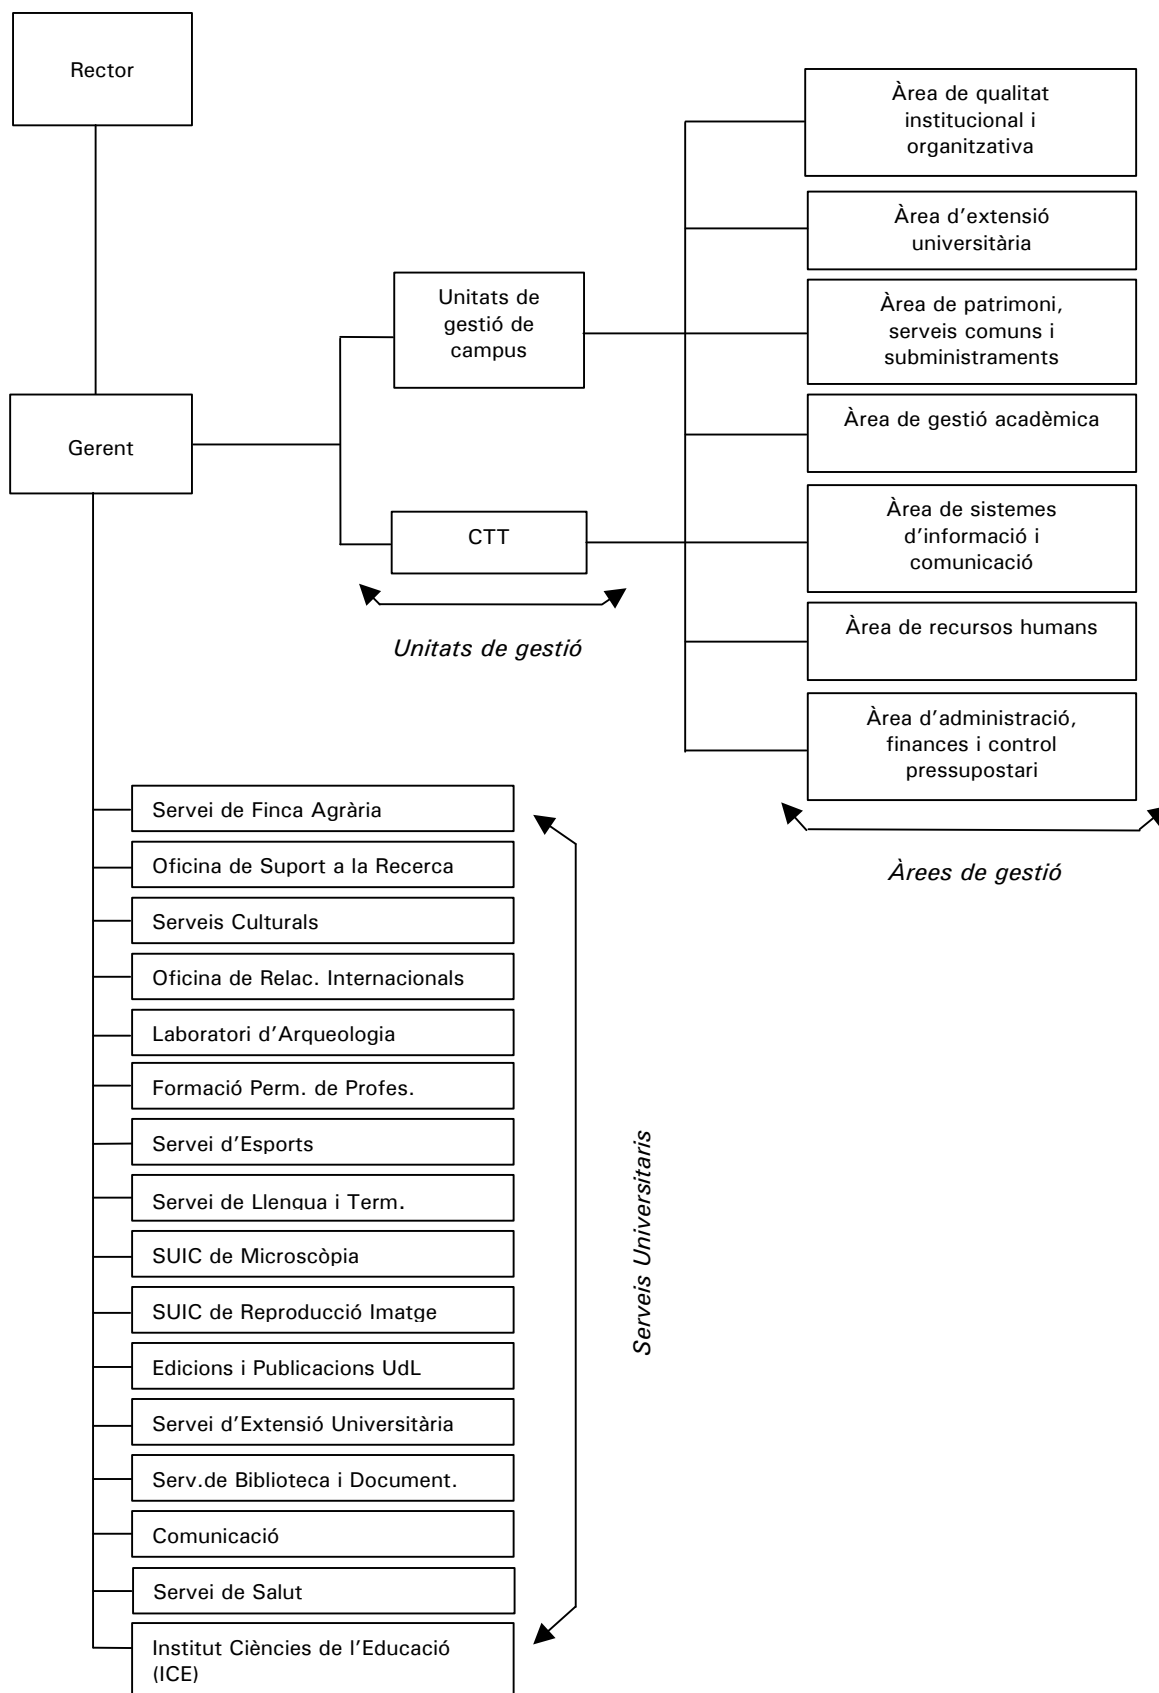 Rector
Àrea de qualitat
institucional i
organitzativa
Àrea d'extensió
universitària
Unitats de
gestió de
campus
Àrea de patrimoni,
serveis comuns i
subministraments
Gerent
Àrea de gestió acadèmica
CTT
Àrea de sistemes
d'informació i
comunicació
Unitats de gestió
Àrea de recursos humans
Àrea d'administració,
finances i control
pressupostari
Àrees de gestió
Servei de Finca Agrària
Oficina de Suport a la Recerca
Serveis Culturals
Oficina de Relac. Internacionals
Laboratori d'Arqueologia
Formació Perm. de Profes.
Servei d'Esports
Servei de Llengua i Term.
SUIC de Microscòpia
SUIC de Reproducció Imatge
Edicions i Publicacions UdL
Servei d'Extensió Universitària
Serv.de Biblioteca i Document.
Comunicació
Servei de Salut
Institut Ciències de l'Educació
(ICE)
Serveis Universitaris